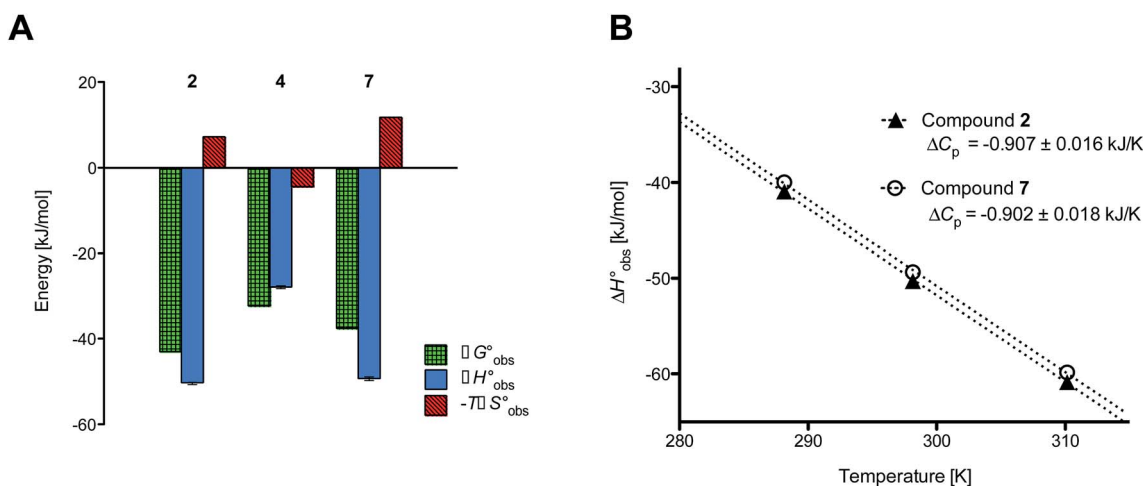 A
B
2 4 7
20
0
-20
-40
-60
Energy [kJ/mol]
▯ G°obs
▯ H°obs
-T▯ S°obs
-30
-40
-50
-60
ΔH°obs [kJ/mol]
Compound 2
ΔCp = -0.907 ± 0.016 kJ/K
Compound 7
ΔCp = -0.902 ± 0.018 kJ/K
280 290 300 310
Temperature [K]